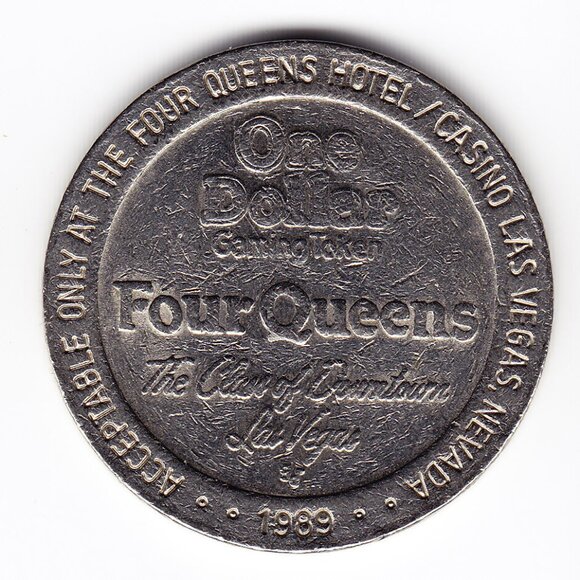 ACCEPTABLE ONLY AT THE FOUR QUEENS HOTEL/CASINO LAS VEGAS, NEVADA
One
Dollar
Gaming Token
Four Queens
The Class of Downtown
Las Vegas
· · 1989 · ·